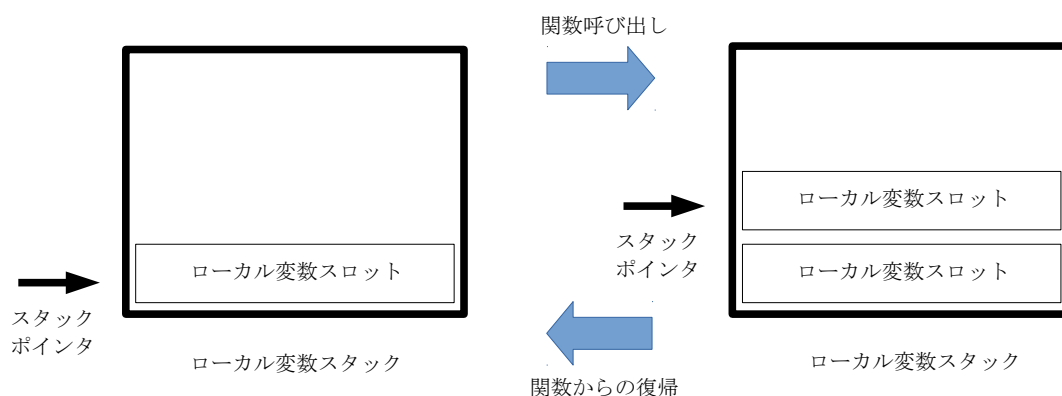 関数呼び出し
ローカル変数スロット
スタック
ポインタ
ローカル変数スタック
ローカル変数スロット
ローカル変数スロット
スタック
ポインタ
ローカル変数スタック
関数からの復帰